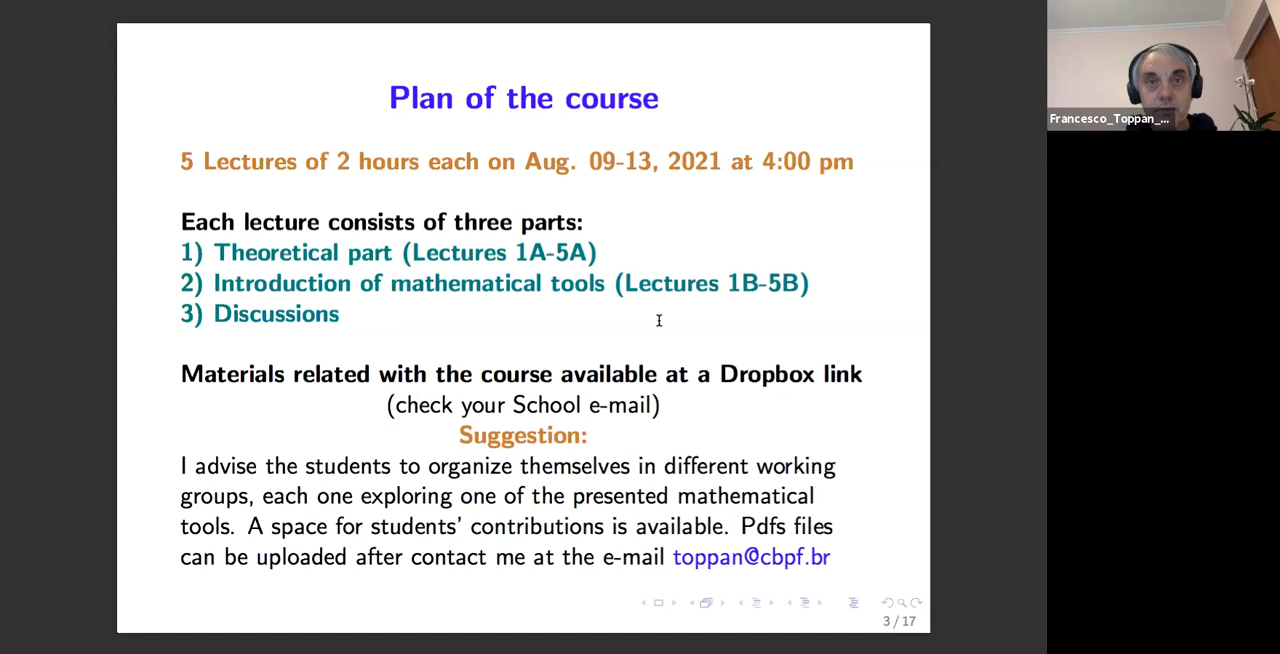 Plan of the course
5 Lectures of 2 hours each on Aug. 09-13, 2021 at 4:00 pm
Each lecture consists of three parts:
1) Theoretical part (Lectures 1A-5A)
2) Introduction of mathematical tools (Lectures 1B-5B)
3) Discussions
Materials related with the course available at a Dropbox link
(check your School e-mail)
Suggestion:
I advise the students to organize themselves in different working
groups, each one exploring one of the presented mathematical
tools. A space for students' contributions is available. Pdfs files
can be uploaded after contact me at the e-mail toppan@cbpf.br
3 / 17
Francesco_Toppan_...